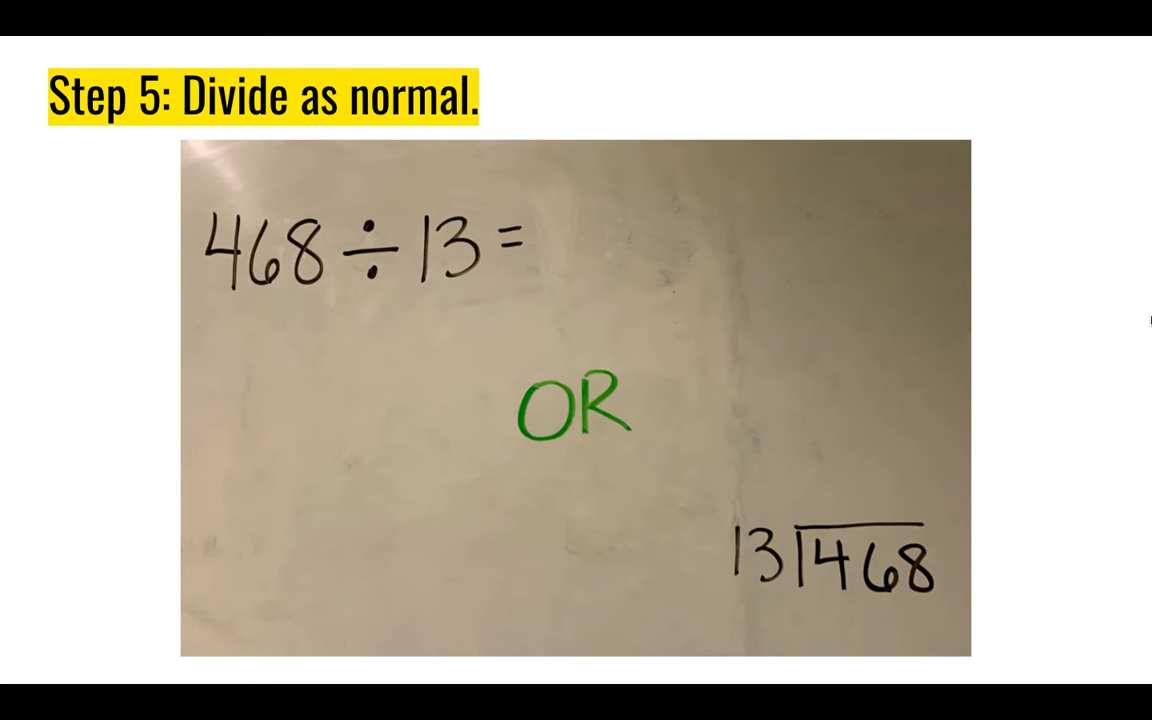 Step 5: Divide as normal.
468 ÷ 13 =
OR
13 468